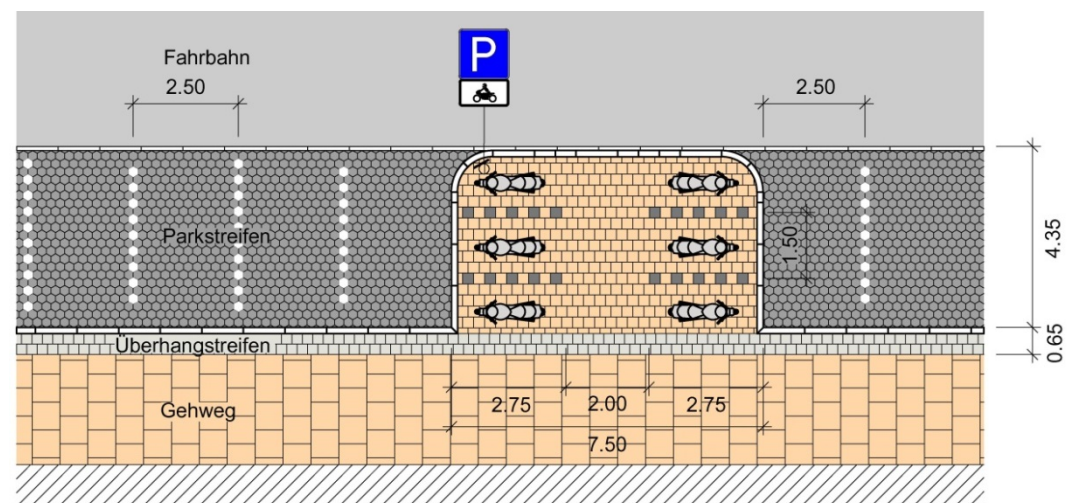 Fahrbahn
2.50
P
2.50
Parkstreifen
1.50
4.35
Überhangstreifen
0.65
Gehweg
2.75
2.00
2.75
7.50